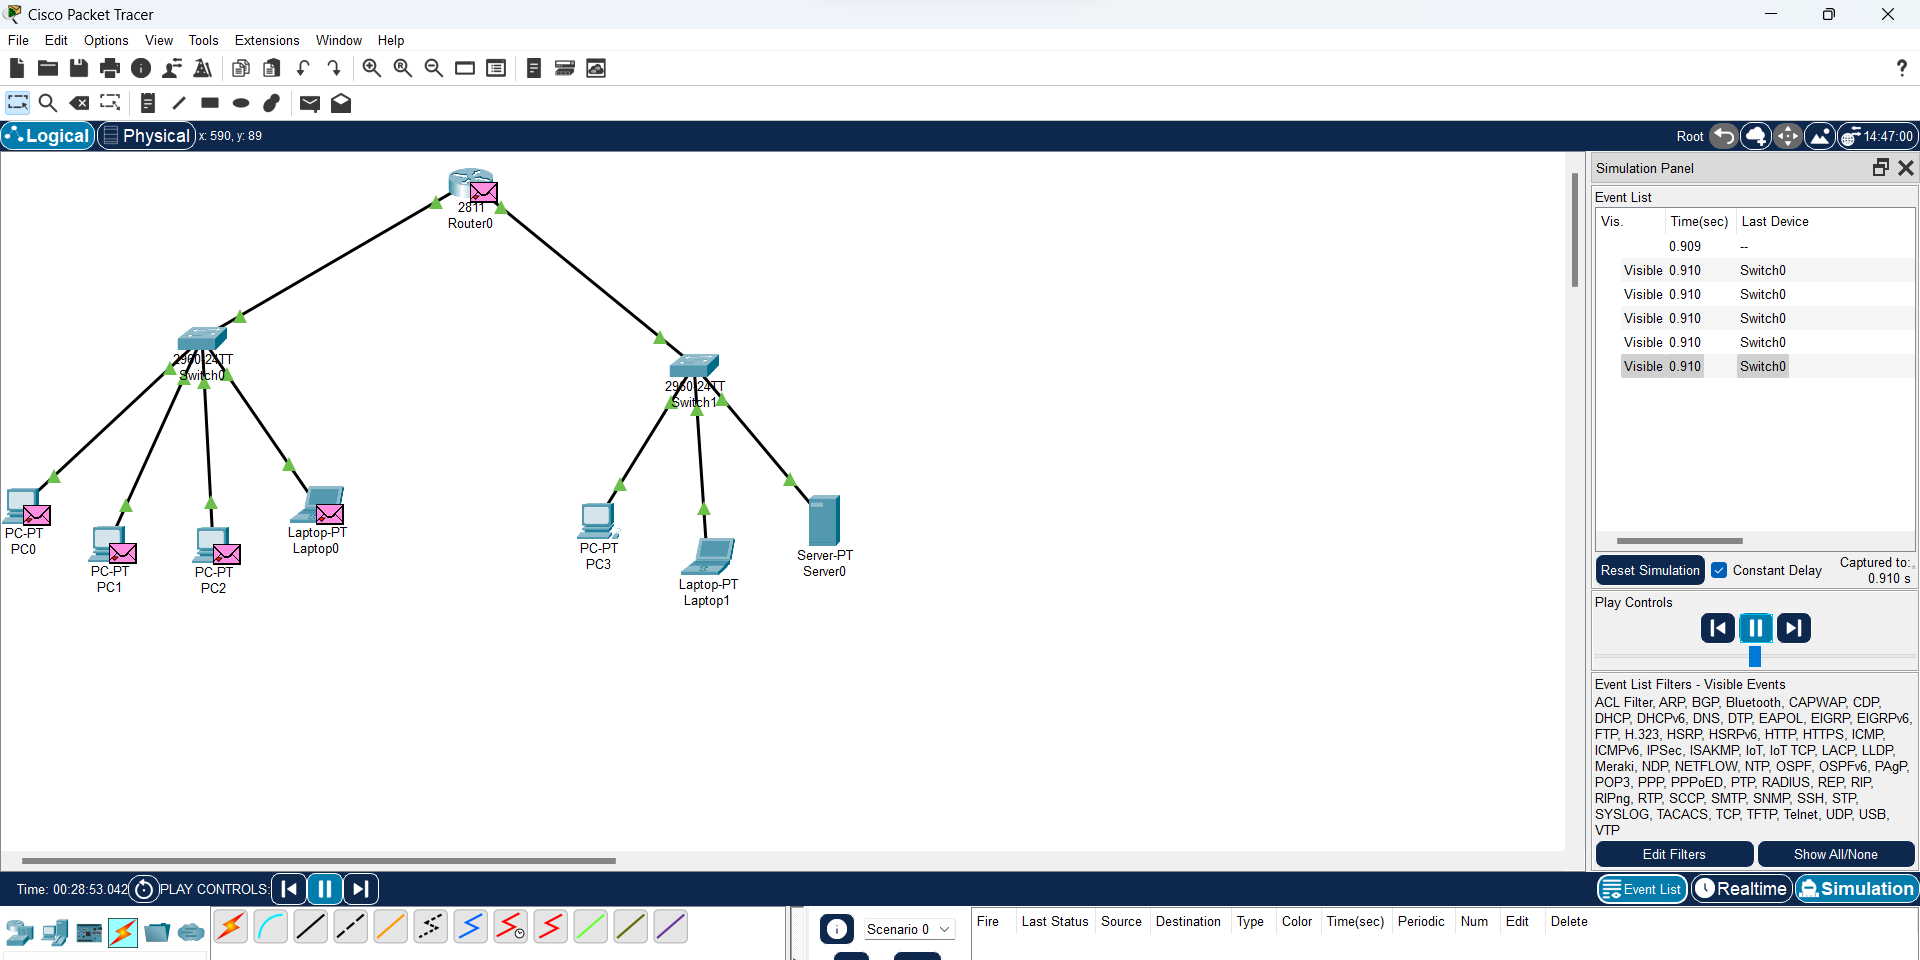 Cisco Packet Tracer
File Edit Options View Tools Extensions Window Help
?
Logical Physical x: 590, y: 89 Root 14:47:00
Simulation Panel
Event List
Vis. Time(sec) Last Device
0.909 --
Visible 0.910 Switch0
Visible 0.910 Switch0
Visible 0.910 Switch0
Visible 0.910 Switch0
Visible 0.910 Switch0
Reset Simulation Constant Delay Captured to:
0.910 s
Play Controls
Event List Filters - Visible Events
ACL Filter, ARP, BGP, Bluetooth, CAPWAP, CDP,
DHCP, DHCPv6, DNS, DTP, EAPOL, EIGRP, EIGRPv6,
FTP, H.323, HSRP, HSRPv6, HTTP, HTTPS, ICMP,
ICMPv6, IPSec, ISAKMP, IoT, IoT TCP, LACP, LLDP,
Meraki, NDP, NETFLOW, NTP, OSPF, OSPFv6, PAgP,
POP3, PPP, PPPoED, PTP, RADIUS, REP, RIP,
RIPng, RTP, SCCP, SMTP, SNMP, SSH, STP,
SYSLOG, TACACS, TCP, TFTP, Telnet, UDP, USB,
VTP
Edit Filters Show All/None
2811
Router0
2960-24TT
Switch0
2960-24TT
Switch1
PC-PT
PC0
PC-PT
PC1
PC-PT
PC2
Laptop-PT
Laptop0
PC-PT
PC3
Laptop-PT
Laptop1
Server-PT
Server0
Time: 00:28:53.042 PLAY CONTROLS: Event List Realtime Simulation
Scenario 0
Fire Last Status Source Destination Type Color Time(sec) Periodic Num Edit Delete